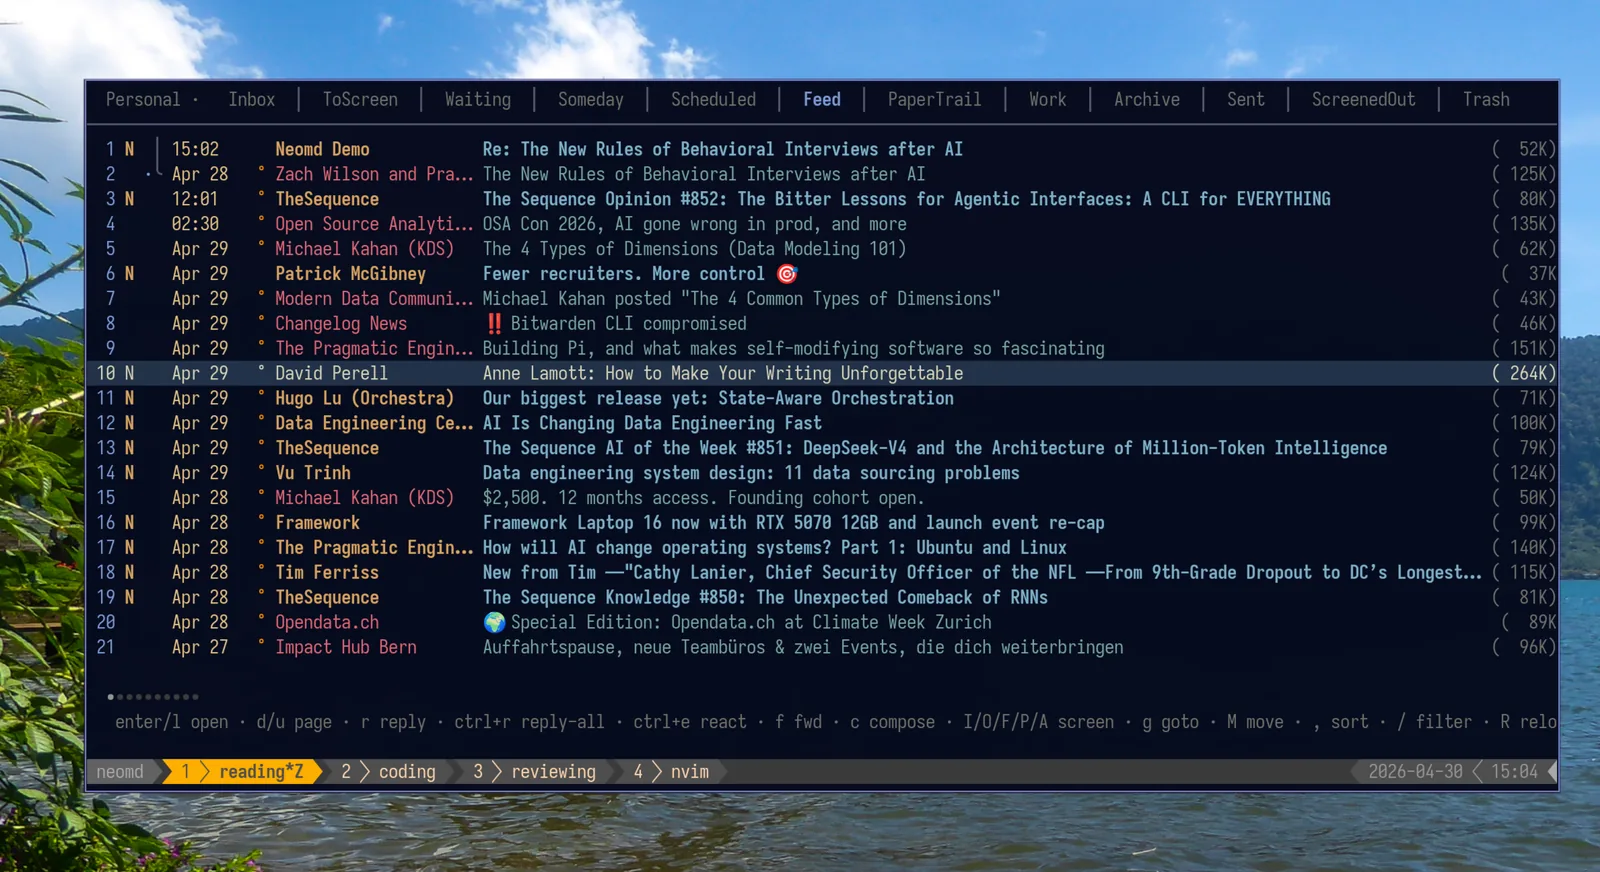 Personal · Inbox | ToScreen | Waiting | Someday | Scheduled | Feed | PaperTrail | Work | Archive | Sent | ScreenedOut | Trash
1 N 15:02 Neomd Demo Re: The New Rules of Behavioral Interviews after AI ( 52K)
2 Apr 28 ° Zach Wilson and Pra... The New Rules of Behavioral Interviews after AI ( 125K)
3 N 12:01 ° TheSequence The Sequence Opinion #852: The Bitter Lessons for Agentic Interfaces: A CLI for EVERYTHING ( 80K)
4 02:30 ° Open Source Analyti... OSA Con 2026, AI gone wrong in prod, and more ( 135K)
5 Apr 29 ° Michael Kahan (KDS) The 4 Types of Dimensions (Data Modeling 101) ( 62K)
6 N Apr 29 ° Patrick McGibney Fewer recruiters. More control 🎯 ( 37K
7 Apr 29 ° Modern Data Communi... Michael Kahan posted "The 4 Common Types of Dimensions" ( 43K)
8 Apr 29 ° Changelog News ‼️ Bitwarden CLI compromised ( 46K)
9 Apr 29 ° The Pragmatic Engin... Building Pi, and what makes self-modifying software so fascinating ( 151K)
10 N Apr 29 ° David Perell Anne Lamott: How to Make Your Writing Unforgettable ( 264K)
11 N Apr 29 ° Hugo Lu (Orchestra) Our biggest release yet: State-Aware Orchestration ( 71K)
12 N Apr 29 ° Data Engineering Ce... AI Is Changing Data Engineering Fast ( 100K)
13 N Apr 29 ° TheSequence The Sequence AI of the Week #851: DeepSeek-V4 and the Architecture of Million-Token Intelligence ( 79K)
14 N Apr 29 ° Vu Trinh Data engineering system design: 11 data sourcing problems ( 124K)
15 Apr 28 ° Michael Kahan (KDS) $2,500. 12 months access. Founding cohort open. ( 50K)
16 N Apr 28 ° Framework Framework Laptop 16 now with RTX 5070 12GB and launch event re-cap ( 99K)
17 N Apr 28 ° The Pragmatic Engin... How will AI change operating systems? Part 1: Ubuntu and Linux ( 140K)
18 N Apr 28 ° Tim Ferriss New from Tim —"Cathy Lanier, Chief Security Officer of the NFL —From 9th-Grade Dropout to DC’s Longest... ( 115K)
19 N Apr 28 ° TheSequence The Sequence Knowledge #850: The Unexpected Comeback of RNNs ( 81K)
20 Apr 28 ° Opendata.ch 🌍 Special Edition: Opendata.ch at Climate Week Zurich ( 89K
21 Apr 27 ° Impact Hub Bern Auffahrtspause, neue Teambüros & zwei Events, die dich weiterbringen ( 96K)
enter/l open · d/u page · r reply · ctrl+r reply-all · ctrl+e react · f fwd · c compose · I/O/F/P/A screen · g goto · M move · , sort · / filter · R relo
neomd 1 reading*Z 2 coding 3 reviewing 4 nvim 2026-04-30 15:04